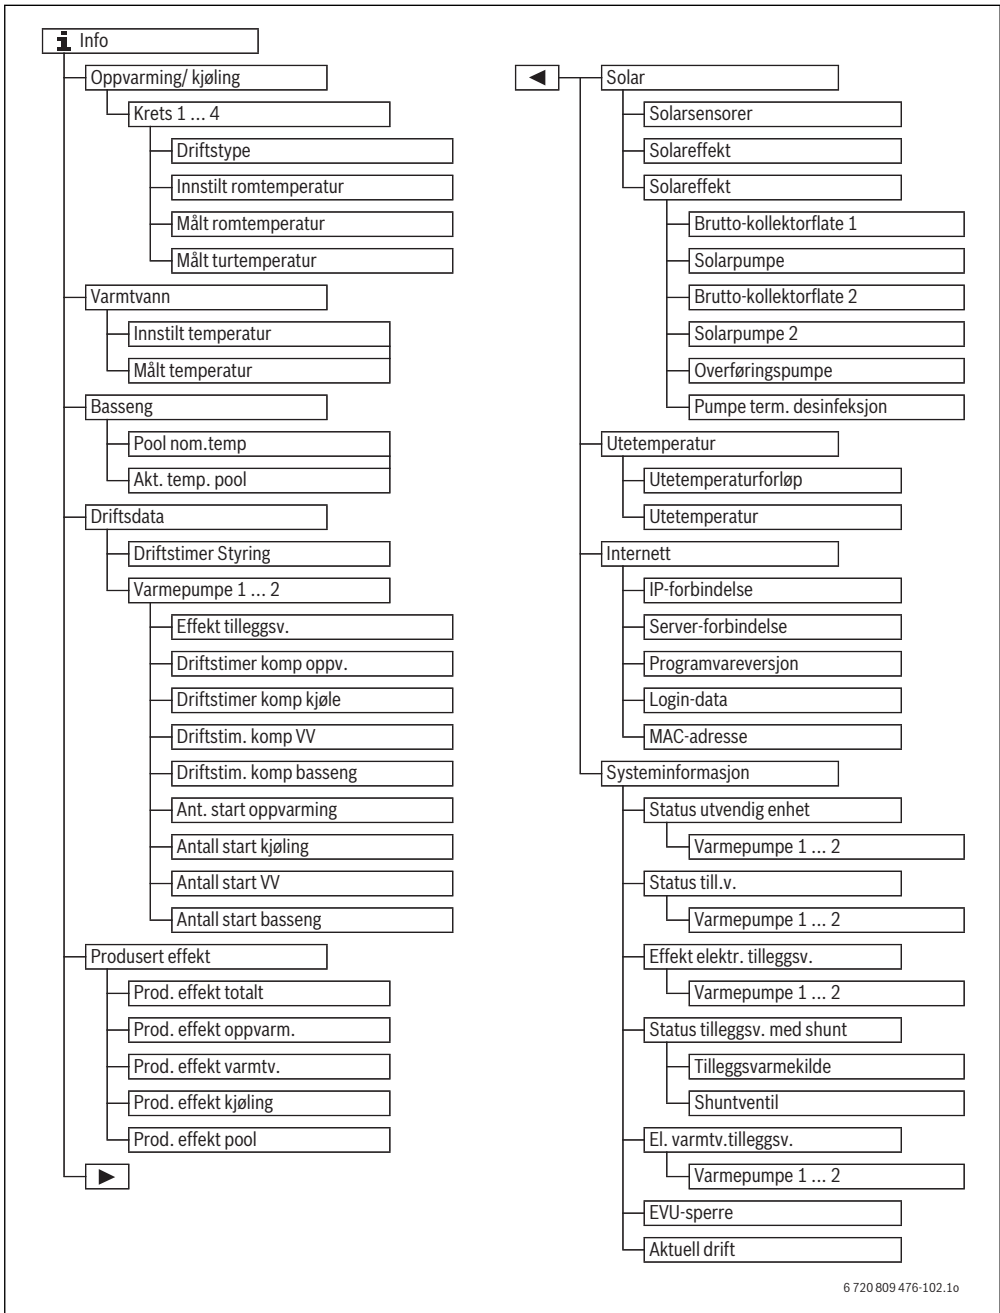 Info
Oppvarming/ kjøling
Krets 1 ... 4
Driftstype
Innstilt romtemperatur
Målt romtemperatur
Målt turtemperatur
Varmtvann
Innstilt temperatur
Målt temperatur
Basseng
Pool nom.temp
Akt. temp. pool
Driftsdata
Driftstimer Styring
Varmepumpe 1 ... 2
Effekt tilleggsv.
Driftstimer komp oppv.
Driftstimer komp kjøle
Driftstim. komp VV
Driftstim. komp basseng
Ant. start oppvarming
Antall start kjøling
Antall start VV
Antall start basseng
Produsert effekt
Prod. effekt totalt
Prod. effekt oppvarm.
Prod. effekt varmtv.
Prod. effekt kjøling
Prod. effekt pool
Solar
Solarsensorer
Solareffekt
Solareffekt
Brutto-kollektorflate 1
Solarpumpe
Brutto-kollektorflate 2
Solarpumpe 2
Overføringspumpe
Pumpe term. desinfeksjon
Utetemperatur
Utetemperaturforløp
Utetemperatur
Internett
IP-forbindelse
Server-forbindelse
Programvareversjon
Login-data
MAC-adresse
Systeminformasjon
Status utvendig enhet
Varmepumpe 1 ... 2
Status till.v.
Varmepumpe 1 ... 2
Effekt elektr. tilleggsv.
Varmepumpe 1 ... 2
Status tilleggsv. med shunt
Tilleggsvarmekilde
Shuntventil
El. varmtv.tilleggsv.
Varmepumpe 1 ... 2
EVU-sperre
Aktuell drift
6 720 809 476-102.1o